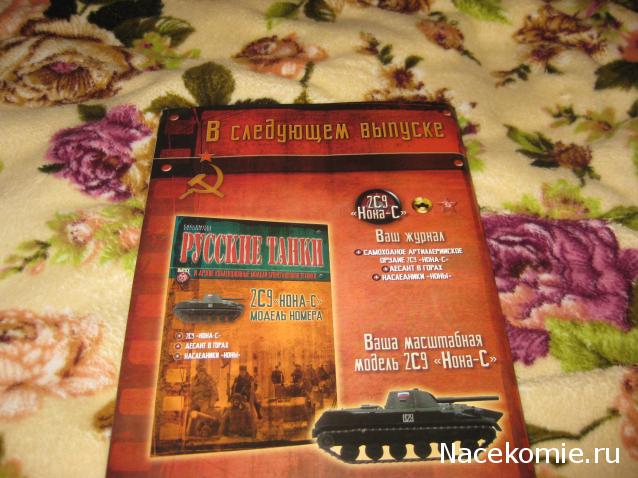 В следующем выпуске
2С9
«Нона-С»
Ваш журнал
САМОХОДНОЕ АРТИЛЛЕРИЙСКОЕ
ОРУДИЕ 2С9 «НОНА-С»
ДЕСАНТ В ГОРАХ
НАСЛЕДНИКИ «НОНЫ»
РУССКИЕ ТАНКИ
2С9 «НОНА-С»
МОДЕЛЬ НОМЕРА
2С9 «НОНА-С»
ДЕСАНТ В ГОРАХ
НАСЛЕДНИКИ «НОНЫ»
Ваша масштабная
модель 2С9 «Нона-С»
Nacekomie.ru